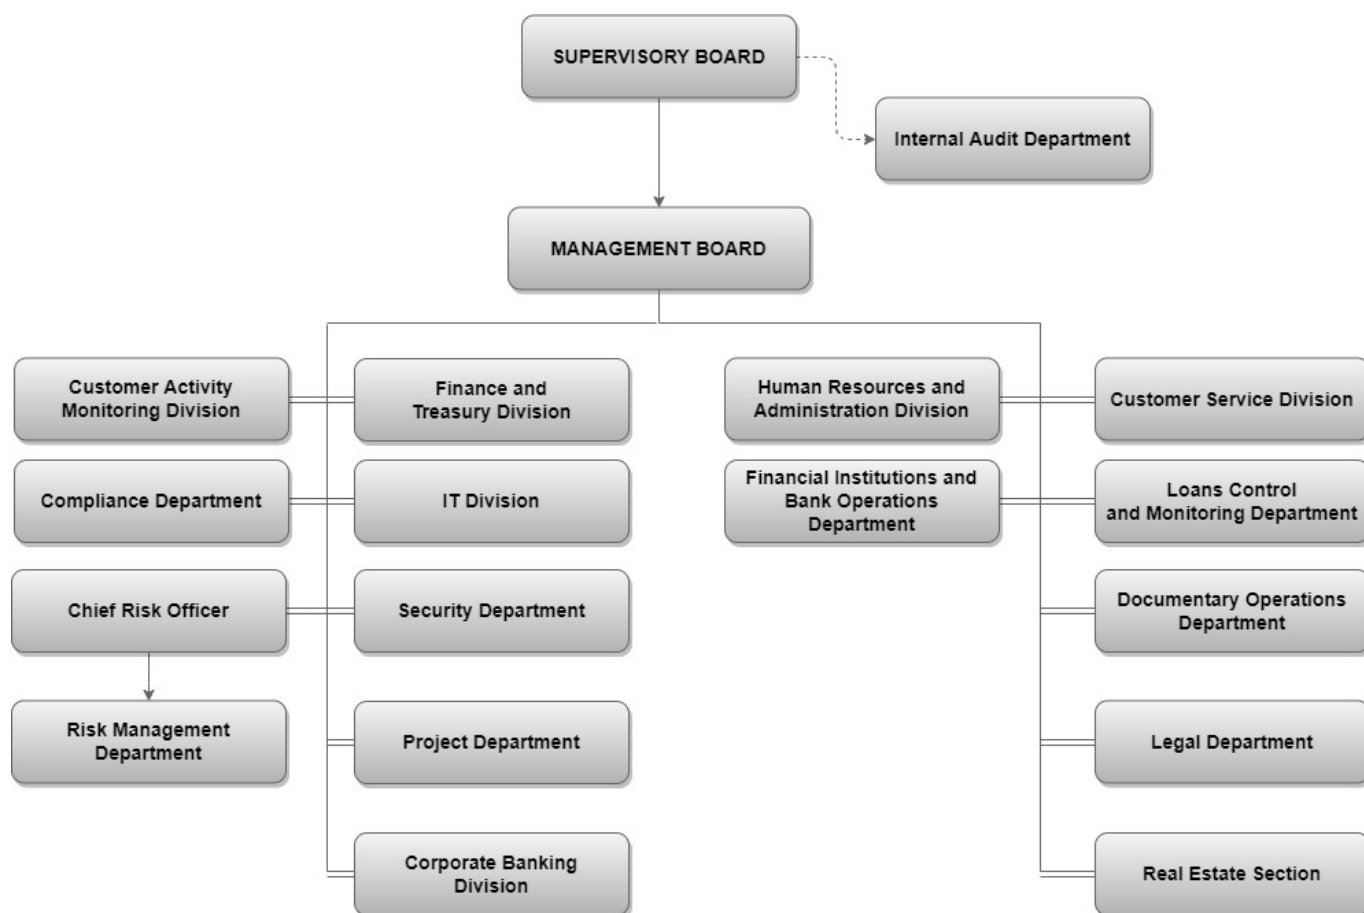 SUPERVISORY BOARD
Internal Audit Department
MANAGEMENT BOARD
Customer Activity
Monitoring Division
Finance and
Treasury Division
Human Resources and
Administration Division
Customer Service Division
Compliance Department
IT Division
Financial Institutions and
Bank Operations
Department
Loans Control
and Monitoring Department
Chief Risk Officer
Security Department
Documentary Operations
Department
Risk Management
Department
Project Department
Legal Department
Corporate Banking
Division
Real Estate Section